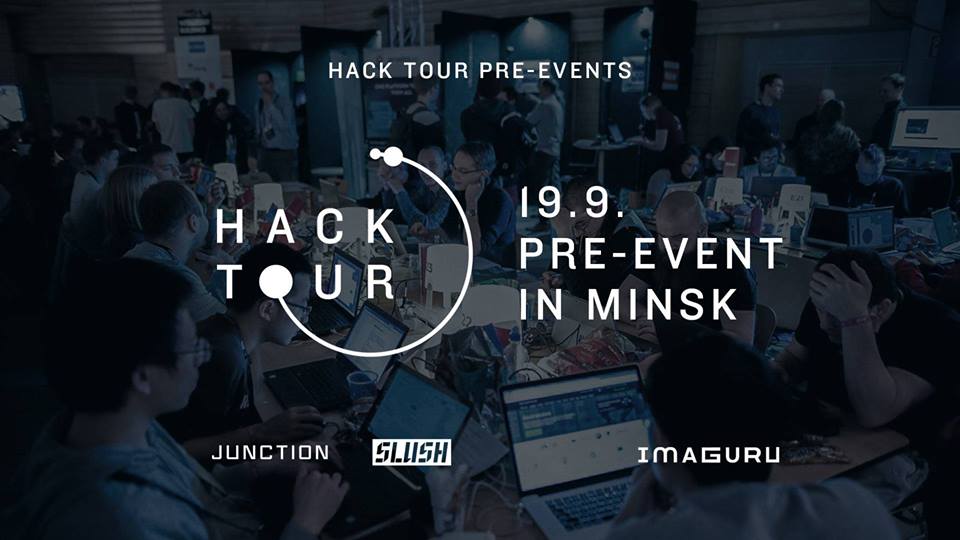 HACK TOUR PRE-EVENTS
HACK
TOUR
19.9.
PRE-EVENT
IN MINSK
JUNCTION
SLUSH
IMAGURU